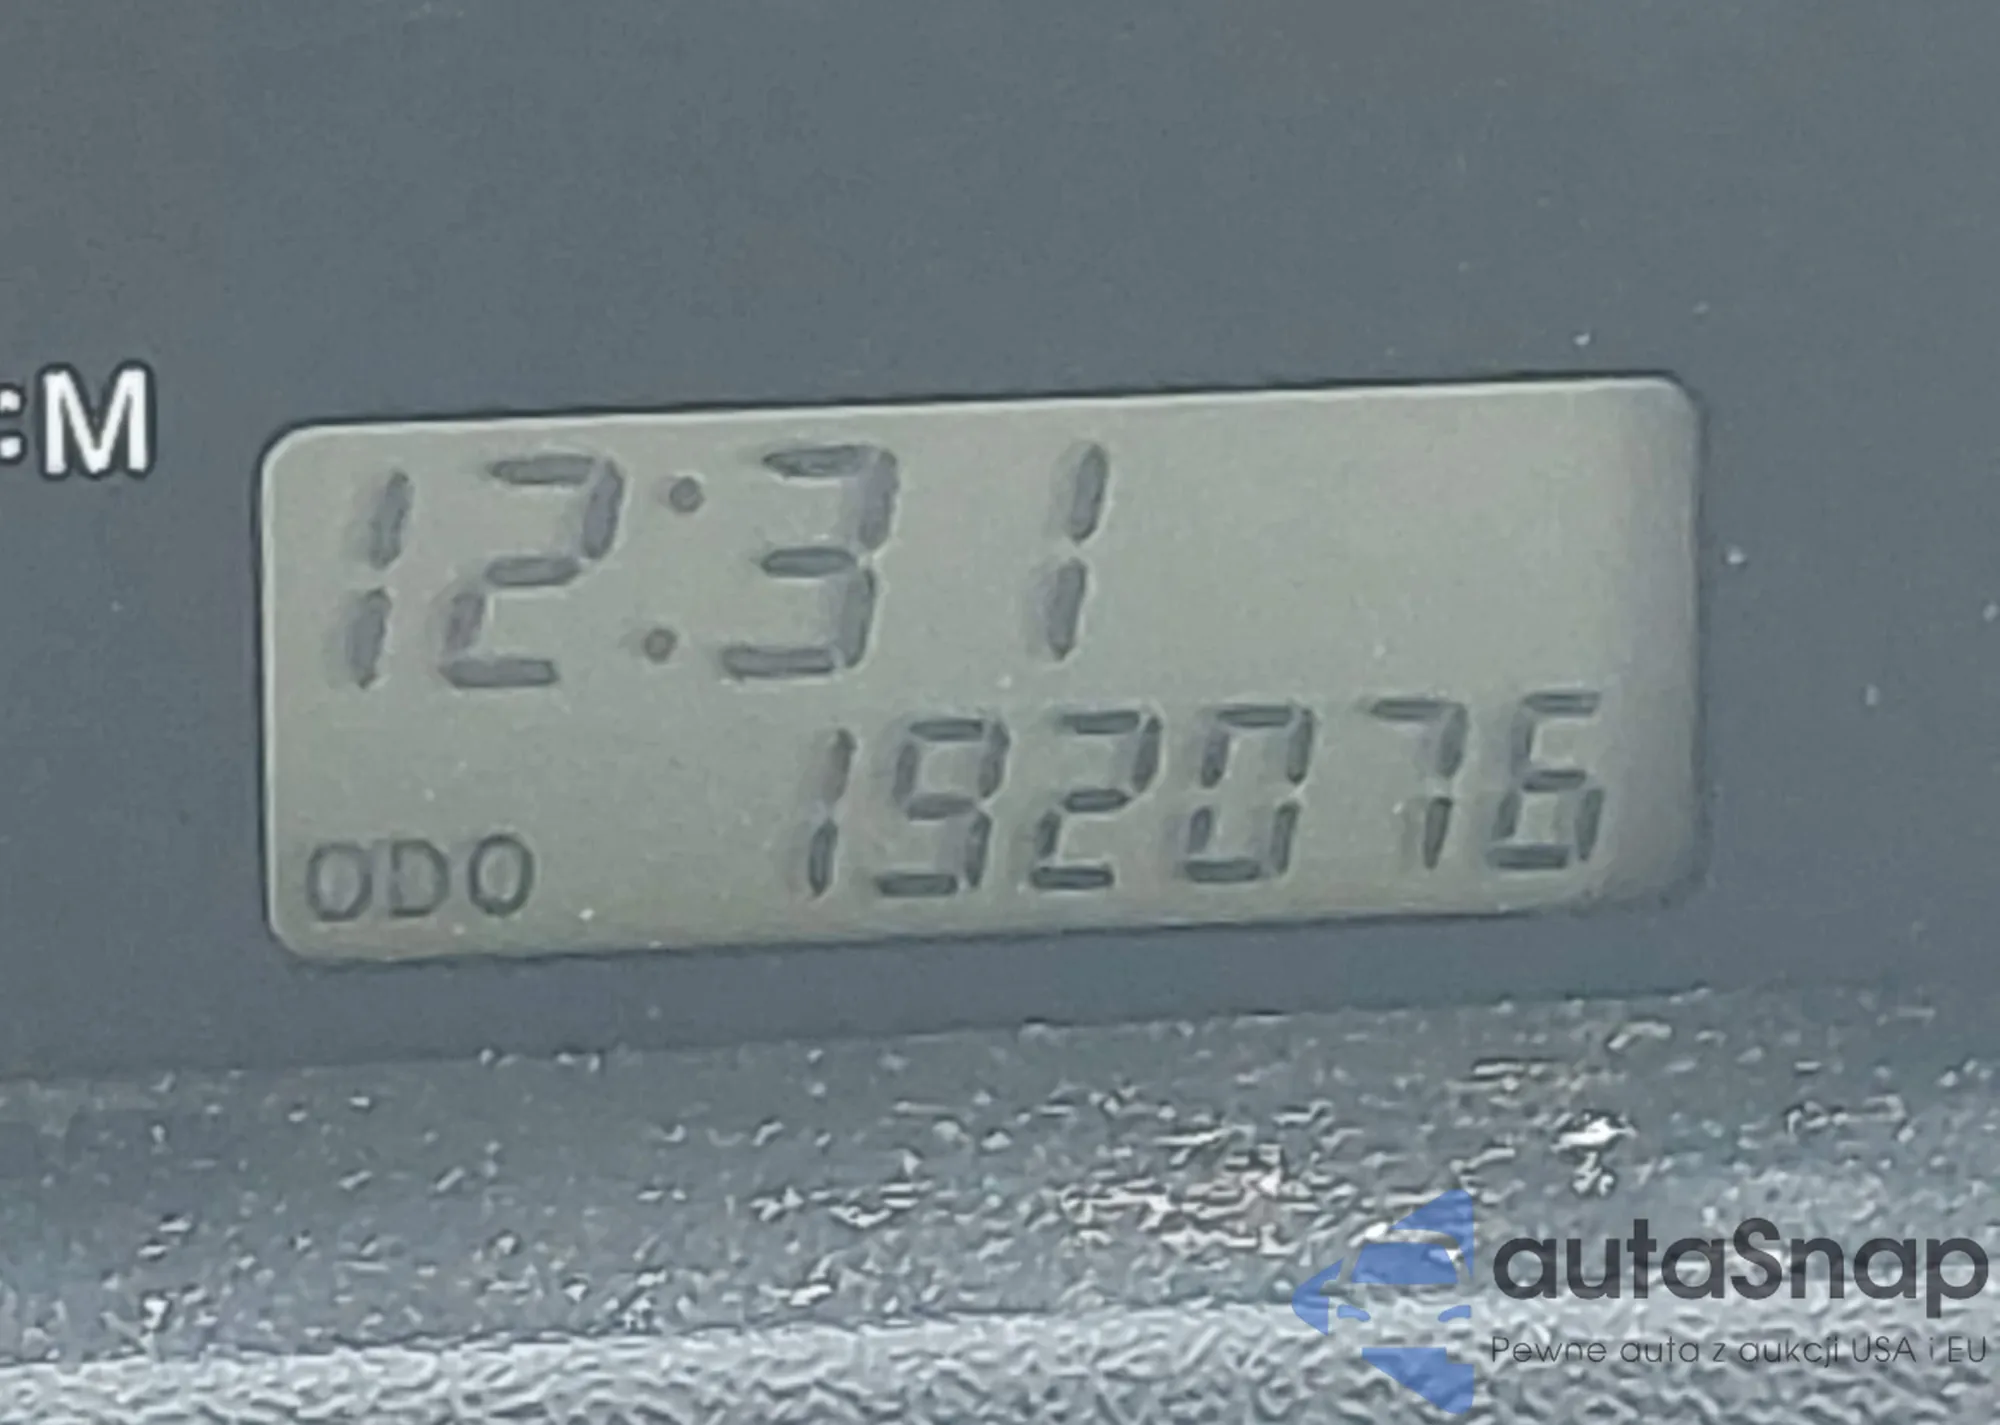 :M
12:31
ODO 192076
autaSnap
Pewne auta z aukcji USA i EU